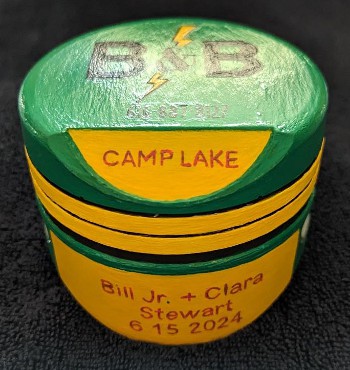 B&B
CAMP LAKE
Bill Jr. + Clara
Stewart
6 15 2024